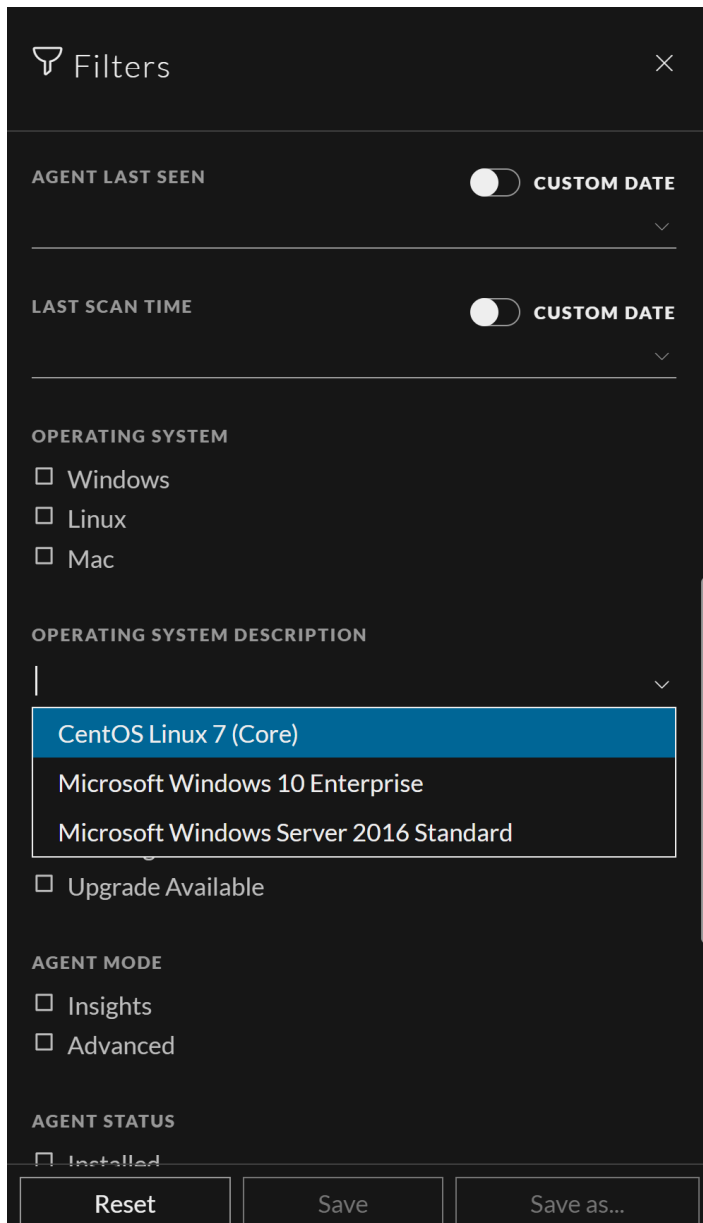 Filters
AGENT LAST SEEN
CUSTOM DATE
LAST SCAN TIME
CUSTOM DATE
OPERATING SYSTEM
Windows
Linux
Mac
OPERATING SYSTEM DESCRIPTION
CentOS Linux 7 (Core)
Microsoft Windows 10 Enterprise
Microsoft Windows Server 2016 Standard
Upgrade Available
AGENT MODE
Insights
Advanced
AGENT STATUS
Installed
Reset
Save
Save as...